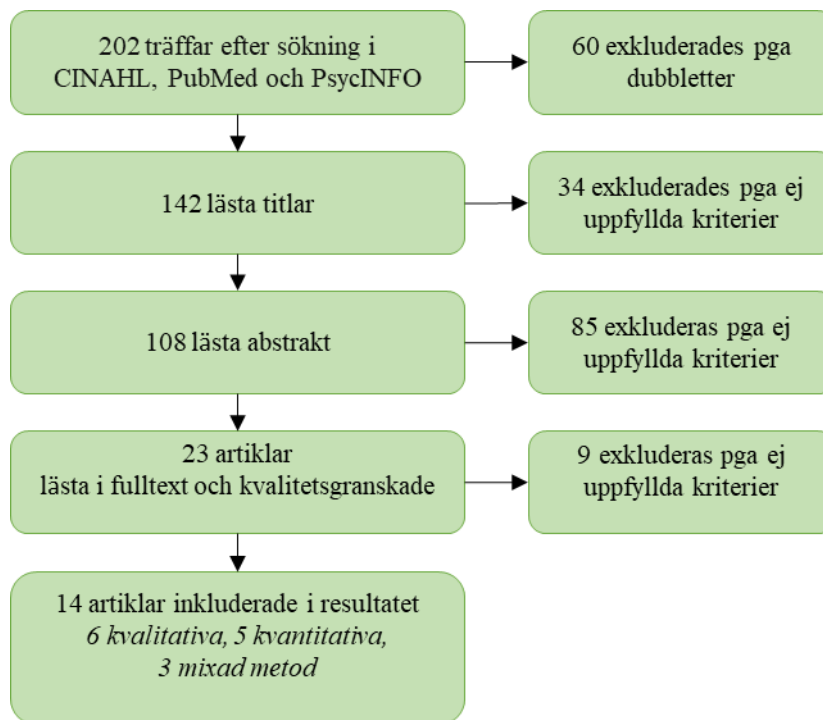 202 träffar efter sökning i
CINAHL, PubMed och PsycINFO
60 exkluderades pga
dubbletter
142 lästa titlar
34 exkluderades pga ej
uppfyllda kriterier
108 lästa abstrakt
85 exkluderas pga ej
uppfyllda kriterier
23 artiklar
lästa i fulltext och kvalitetsgranskade
9 exkluderas pga ej
uppfyllda kriterier
14 artiklar inkluderade i resultatet
6 kvalitativa, 5 kvantitativa,
3 mixad metod